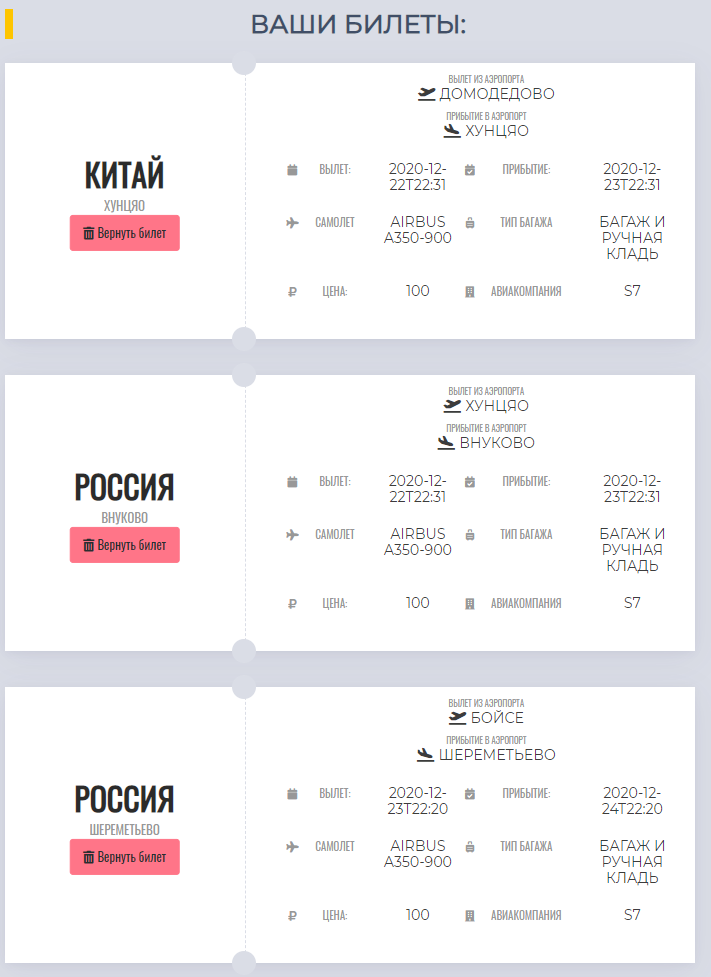 ВАШИ БИЛЕТЫ:
КИТАЙ
ХУНЦЯО
Вернуть билет
ВЫЛЕТ ИЗ АЭРОПОРТА
ДОМОДЕДОВО
ПРИБЫТИЕ В АЭРОПОРТ
ХУНЦЯО
ВЫЛЕТ: 2020-12- ПРИБЫТИЕ: 2020-12-
22T22:31 23T22:31
САМОЛЕТ AIRBUS ТИП БАГАЖА БАГАЖ И
A350-900 РУЧНАЯ
КЛАДЬ
ЦЕНА: 100 АВИАКОМПАНИЯ S7
РОССИЯ
ВНУКОВО
Вернуть билет
ВЫЛЕТ ИЗ АЭРОПОРТА
ХУНЦЯО
ПРИБЫТИЕ В АЭРОПОРТ
ВНУКОВО
ВЫЛЕТ: 2020-12- ПРИБЫТИЕ: 2020-12-
22T22:31 23T22:31
САМОЛЕТ AIRBUS ТИП БАГАЖА БАГАЖ И
A350-900 РУЧНАЯ
КЛАДЬ
ЦЕНА: 100 АВИАКОМПАНИЯ S7
РОССИЯ
ШЕРЕМЕТЬЕВО
Вернуть билет
ВЫЛЕТ ИЗ АЭРОПОРТА
БОЙСЕ
ПРИБЫТИЕ В АЭРОПОРТ
ШЕРЕМЕТЬЕВО
ВЫЛЕТ: 2020-12- ПРИБЫТИЕ: 2020-12-
23T22:20 24T22:20
САМОЛЕТ AIRBUS ТИП БАГАЖА БАГАЖ И
A350-900 РУЧНАЯ
КЛАДЬ
ЦЕНА: 100 АВИАКОМПАНИЯ S7